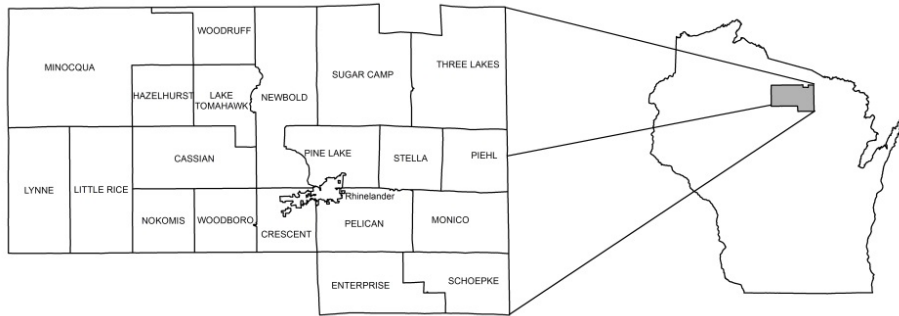 WOODRUFF
MINOCQUA
THREE LAKES
SUGAR CAMP
HAZELHURST
LAKE
TOMAHAWK
NEWBOLD
CASSIAN
PINE LAKE
STELLA
PIEHL
LYNNE
LITTLE RICE
Rhinelander
NOKOMIS
WOODBORO
PELICAN
MONICO
CRESCENT
ENTERPRISE
SCHOEPKE